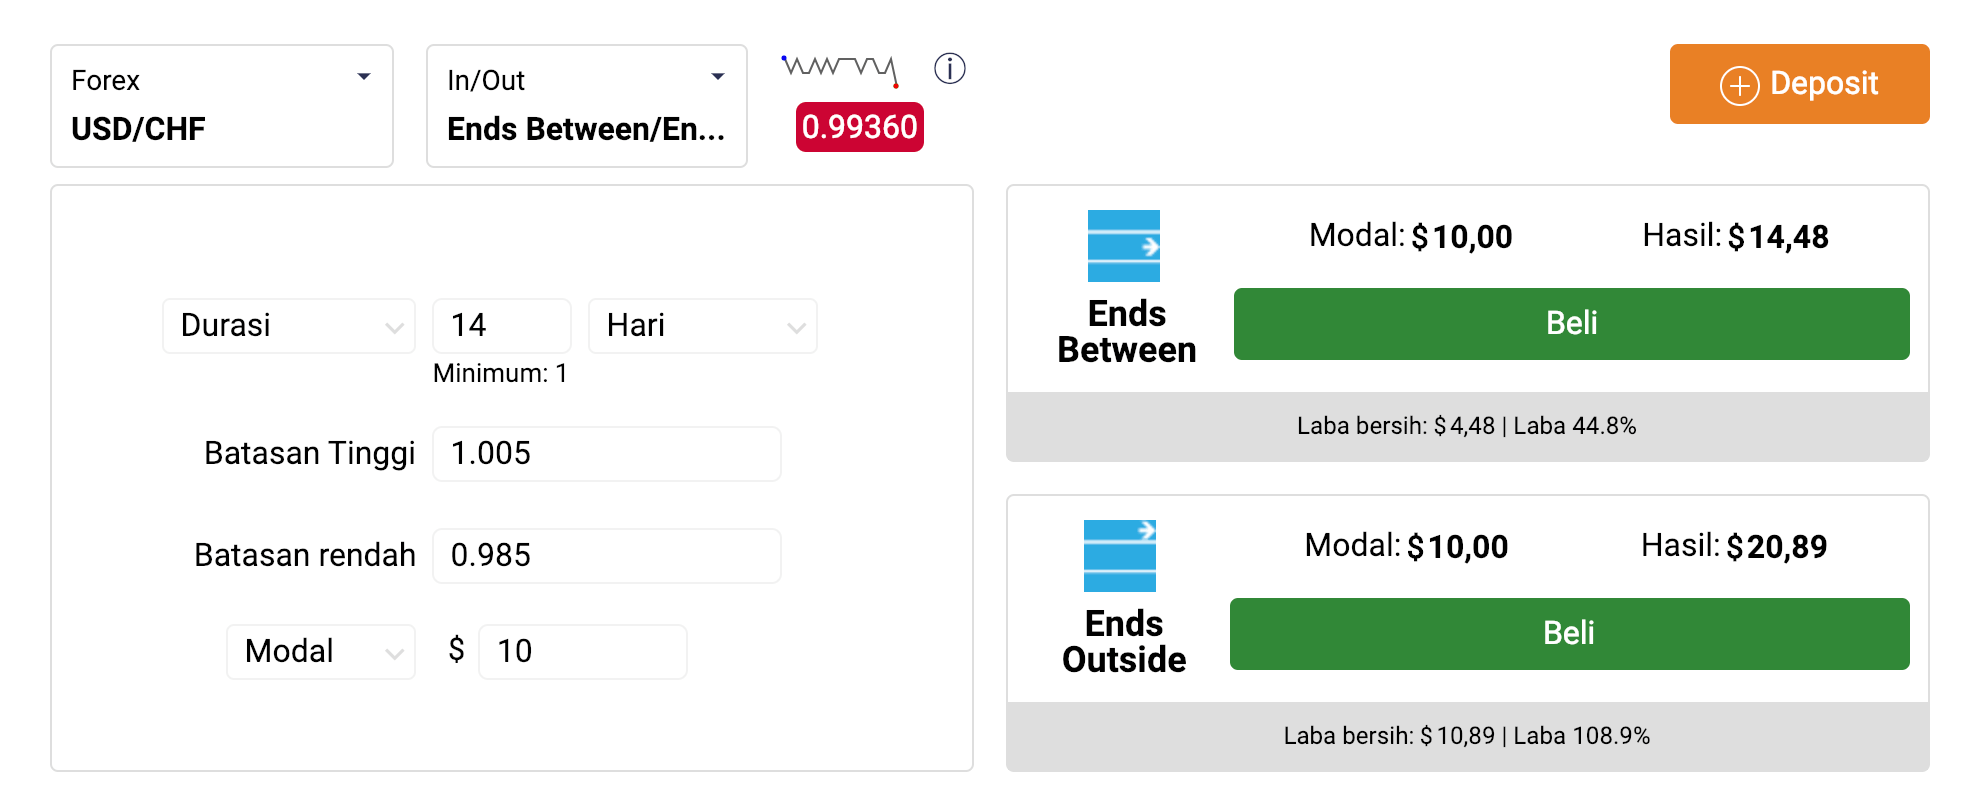 Forex
USD/CHF
In/Out
Ends Between/En...
0.99360
Deposit
Durasi
14
Hari
Minimum: 1
Batasan Tinggi
1.005
Batasan rendah
0.985
Modal
$
10
Modal: $10,00
Hasil: $14,48
Ends
Between
Beli
Laba bersih: $4,48 | Laba 44.8%
Modal: $10,00
Hasil: $20,89
Ends
Outside
Beli
Laba bersih: $10,89 | Laba 108.9%